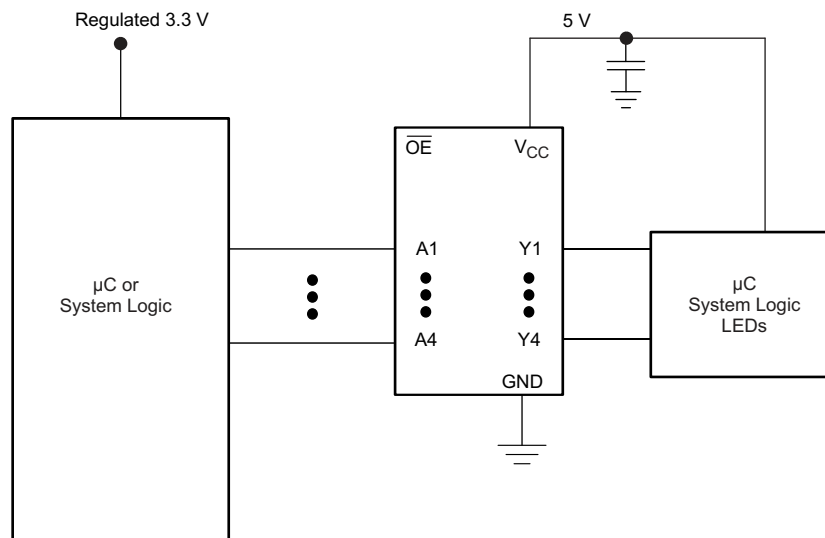 Regulated 3.3 V
5 V
OE
VCC
A1
Y1
µC or
System Logic
µC
System Logic
LEDs
A4
Y4
GND